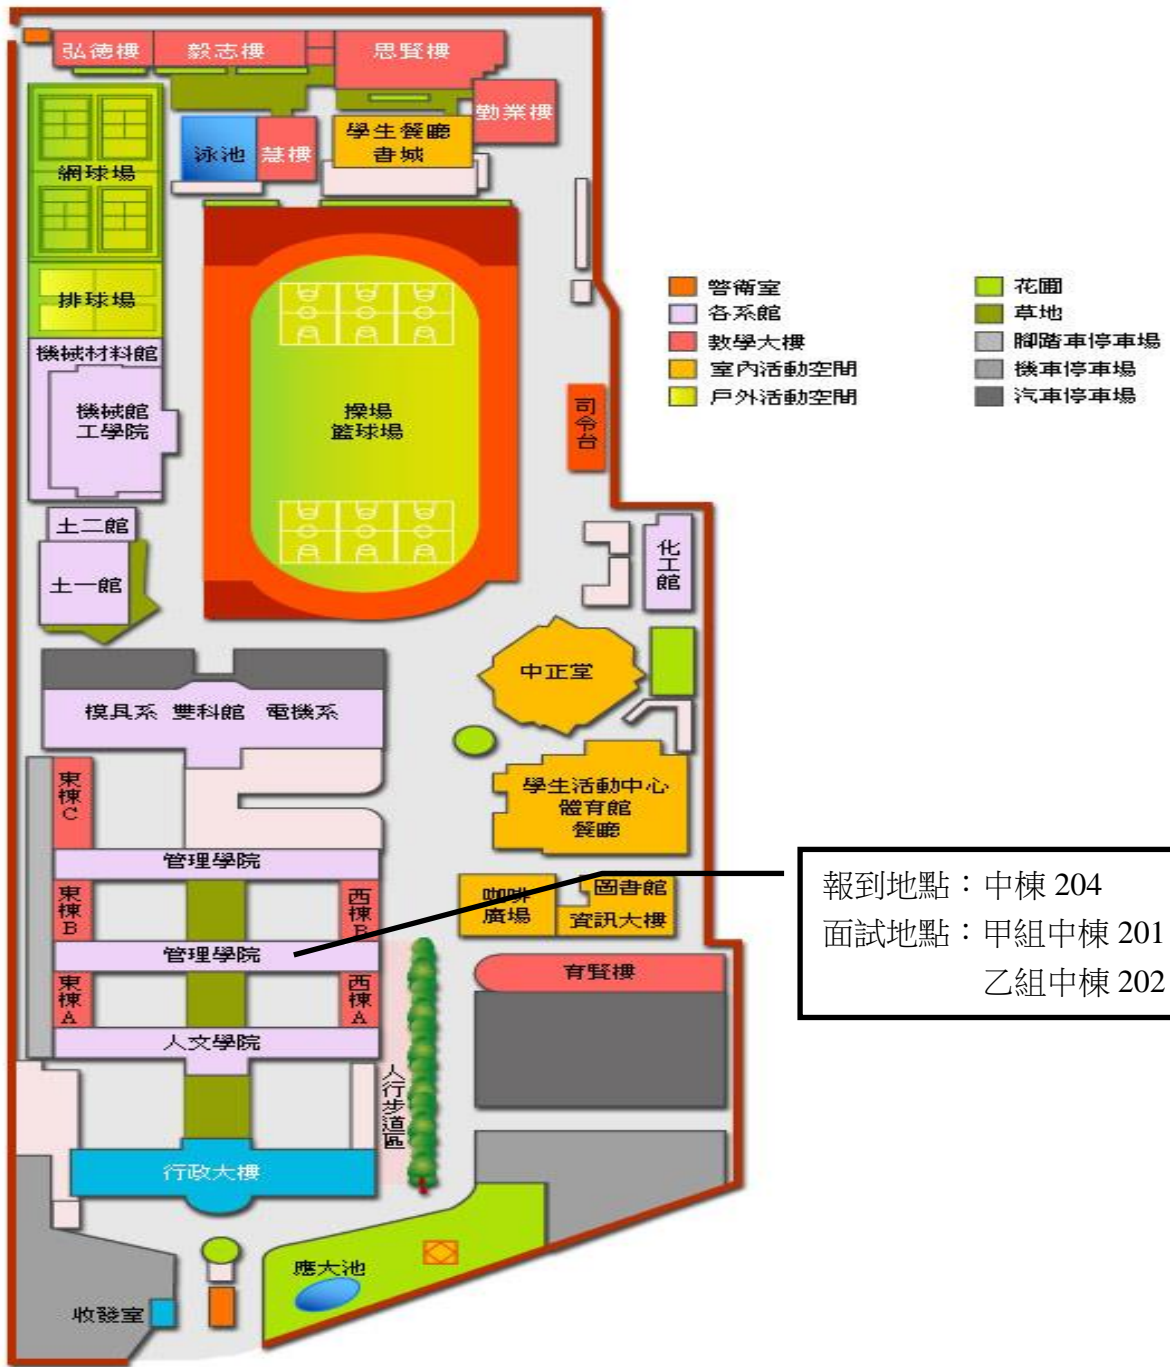 弘德樓
毅志樓
思賢樓
勤業樓
泳池
慧樓
學生餐廳
書城
網球場
排球場
機械材料館
機械館
工學院
操場
籃球場
司令台
警衛室
各系館
教學大樓
室內活動空間
戶外活動空間
花圃
草地
腳踏車停車場
機車停車場
汽車停車場
土二館
土一館
化工館
中正堂
模具系 雙科館 電機系
學生活動中心
體育館
餐廳
東棟C
管理學院
東棟B
西棟B
咖啡
廣場
圖書館
資訊大樓
管理學院
東棟A
西棟A
人文學院
育賢樓
人行步道區
行政大樓
應大池
收發室
報到地點：中棟 204
面試地點：甲組中棟 201
乙組中棟 202